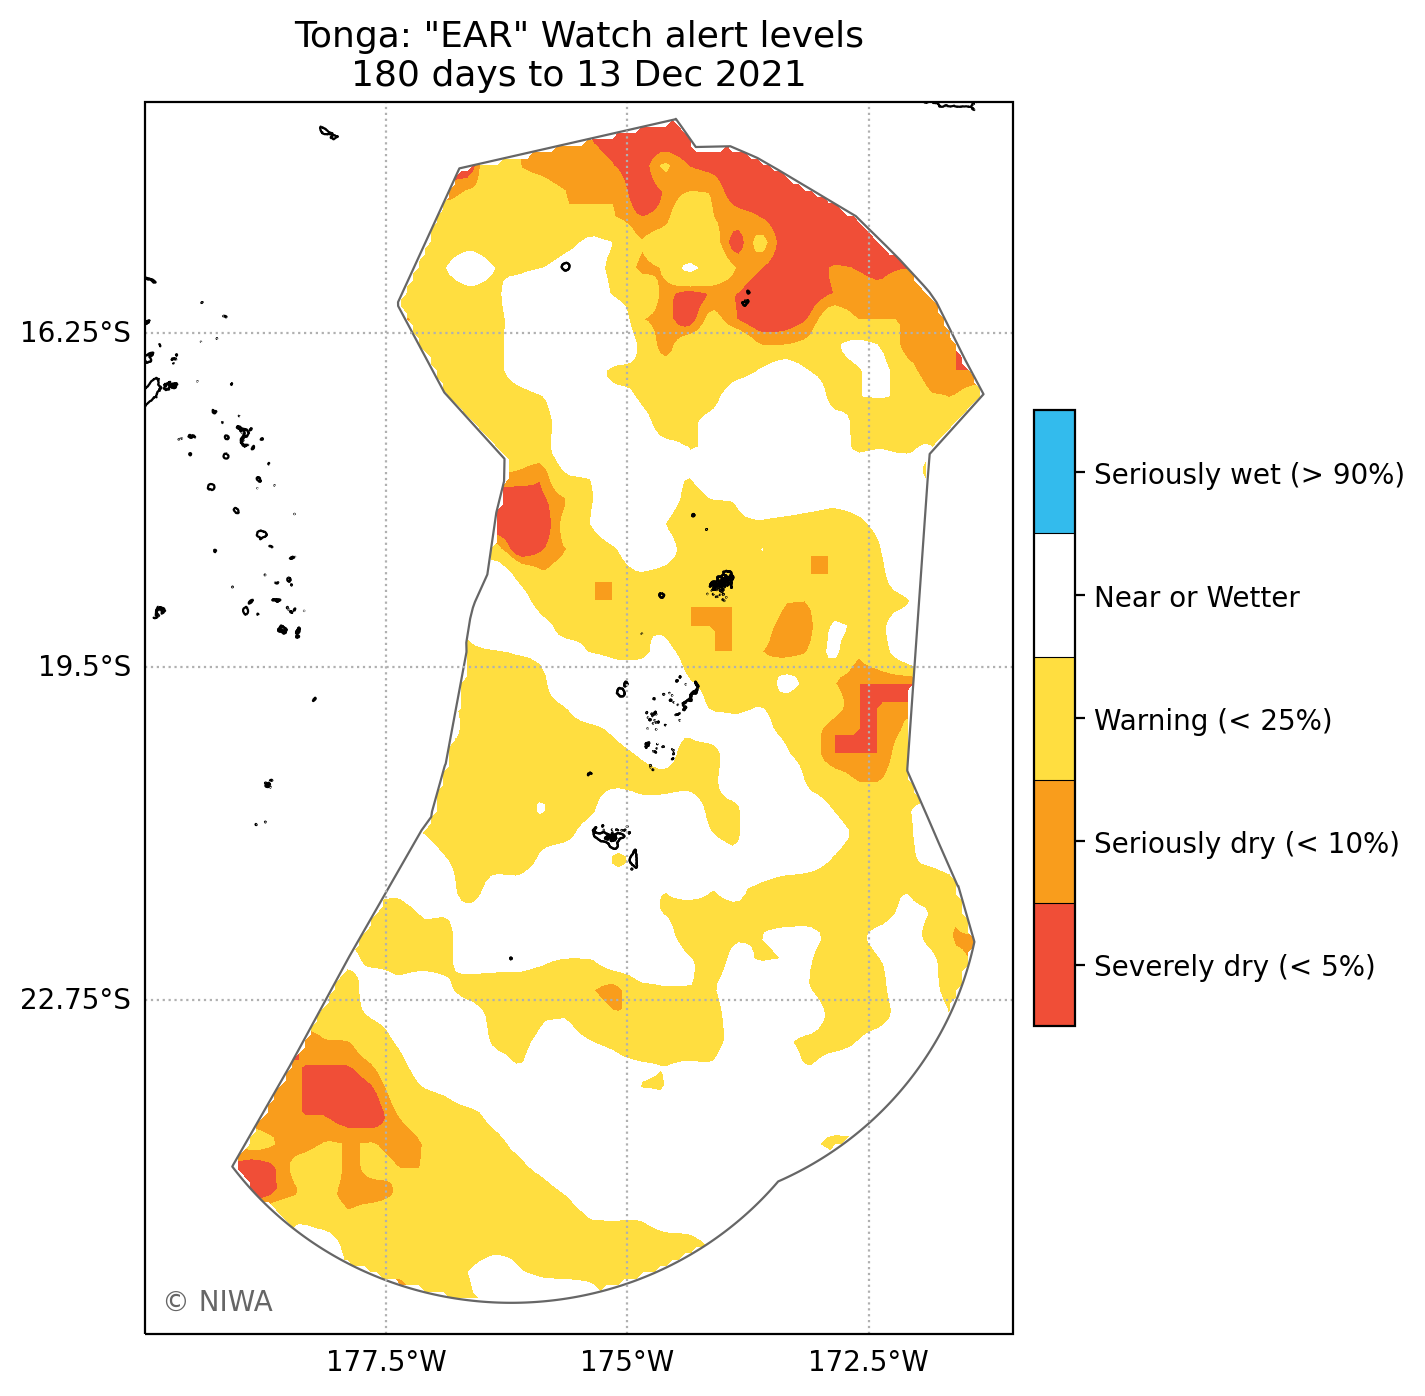 Tonga: "EAR" Watch alert levels
180 days to 13 Dec 2021
16.25°S
19.5°S
22.75°S
177.5°W
175°W
172.5°W
Seriously wet (> 90%)
Near or Wetter
Warning (< 25%)
Seriously dry (< 10%)
Severely dry (< 5%)
© NIWA